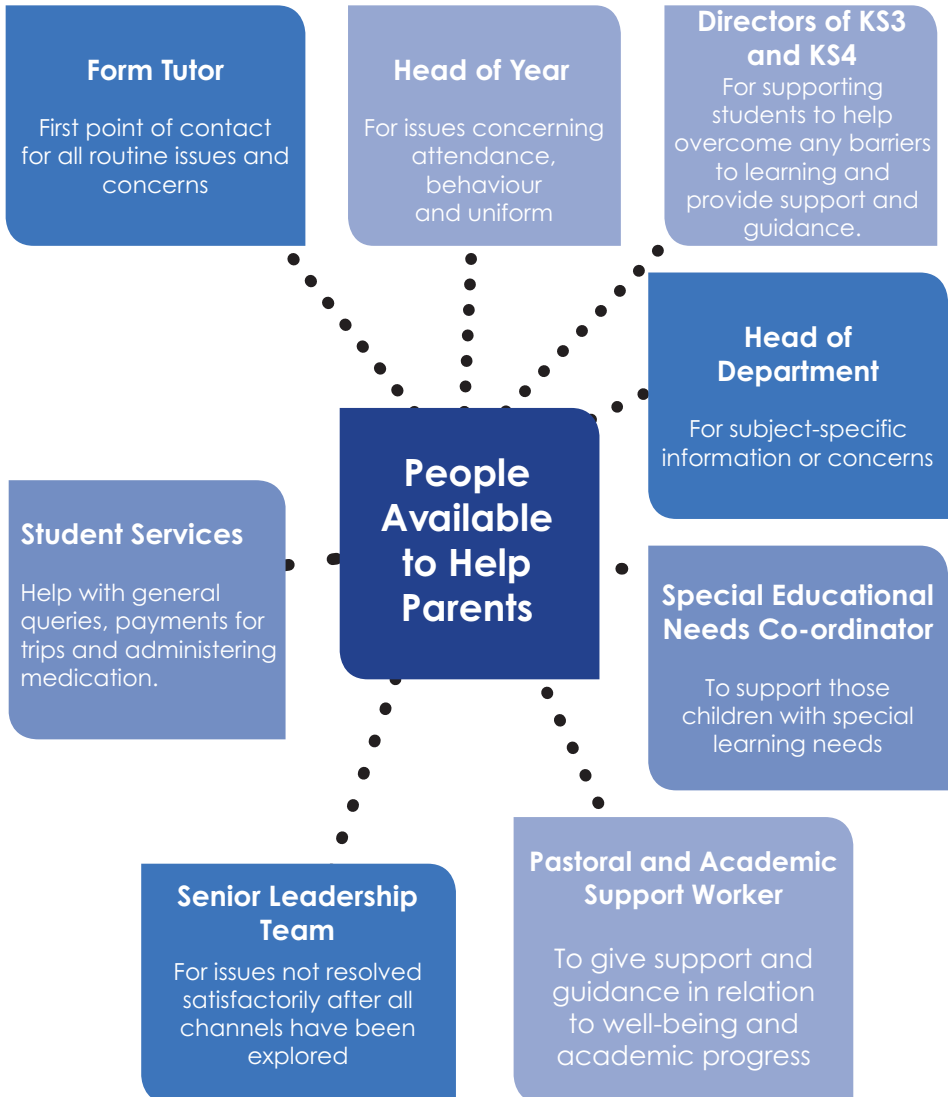 Form Tutor
First point of contact
for all routine issues and
concerns
Head of Year
For issues concerning
attendance,
behaviour
and uniform
Directors of KS3
and KS4
For supporting
students to help
overcome any barriers
to learning and
provide support and
guidance.
Head of
Department
For subject-specific
information or concerns
People
Available
to Help
Parents
Student Services
Help with general
queries, payments for
trips and administering
medication.
Special Educational
Needs Co-ordinator
To support those
children with special
learning needs
Senior Leadership
Team
For issues not resolved
satisfactorily after all
channels have been
explored
Pastoral and Academic
Support Worker
To give support and
guidance in relation
to well-being and
academic progress